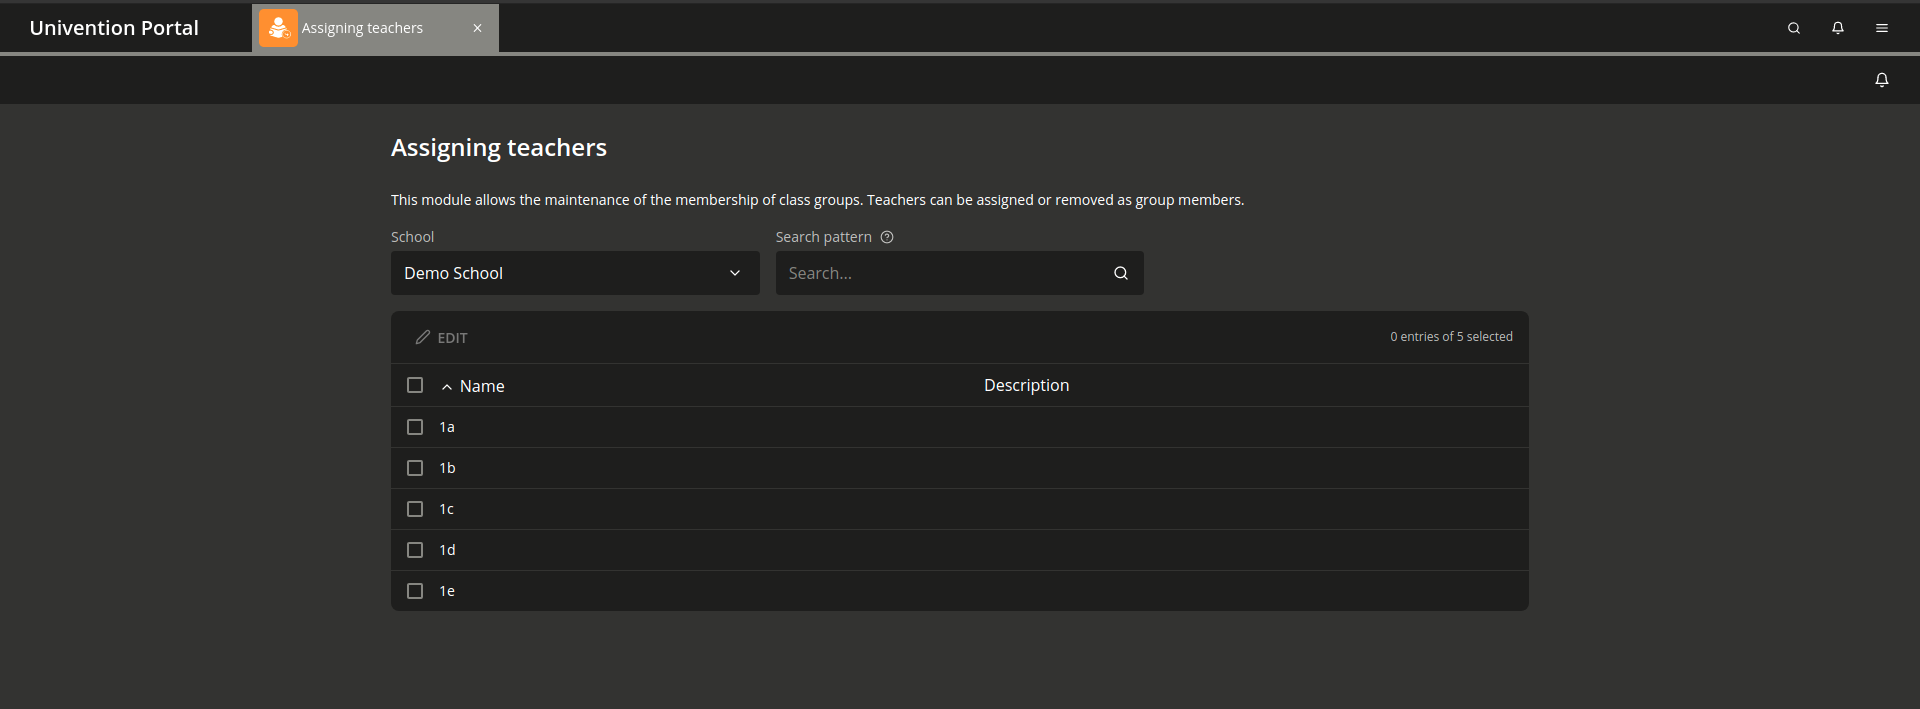 Univention Portal
Assigning teachers
Assigning teachers
This module allows the maintenance of the membership of class groups. Teachers can be assigned or removed as group members.
School
Search pattern
Demo School
Search...
EDIT
0 entries of 5 selected
Name
Description
1a
1b
1c
1d
1e